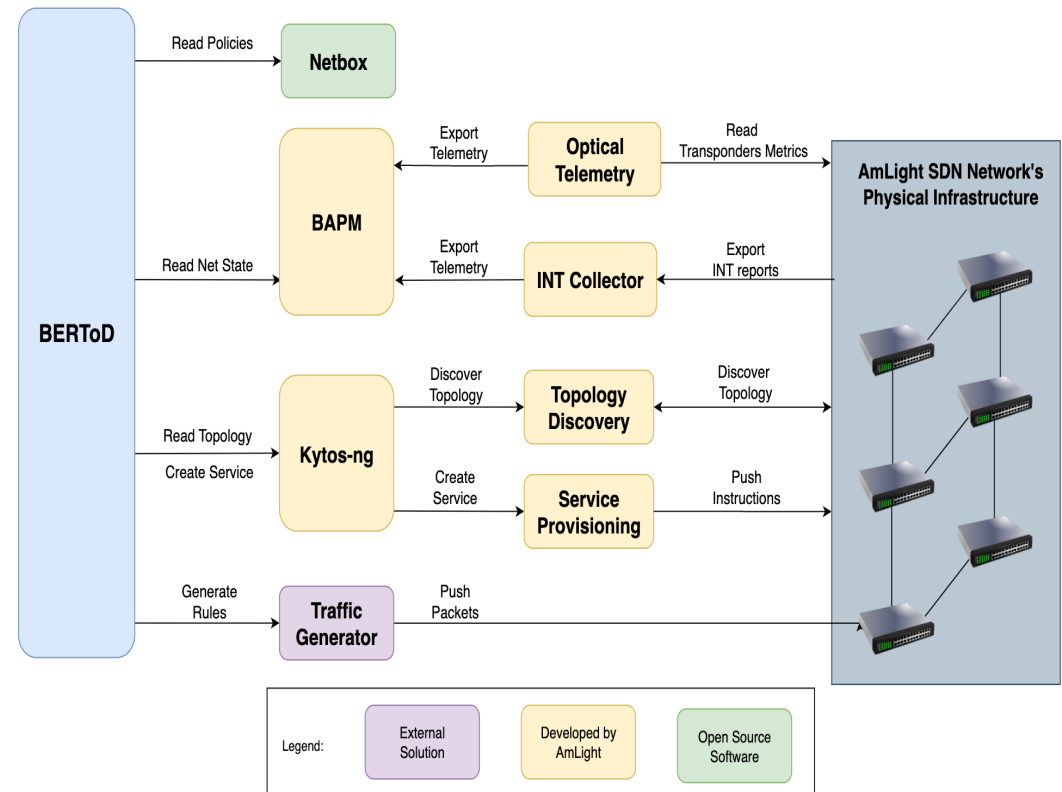 BERToD
Read Policies
Netbox
BAPM
Export
Telemetry
Optical
Telemetry
Read
Transponders Metrics
AmLight SDN Network's
Physical Infrastructure
Read Net State
Export
Telemetry
INT Collector
Export
INT reports
Read Topology
Create Service
Kytos-ng
Discover
Topology
Topology
Discovery
Discover
Topology
Create
Service
Service
Provisioning
Push
Instructions
Generate
Rules
Traffic
Generator
Push
Packets
Legend:
External
Solution
Developed by
AmLight
Open Source
Software